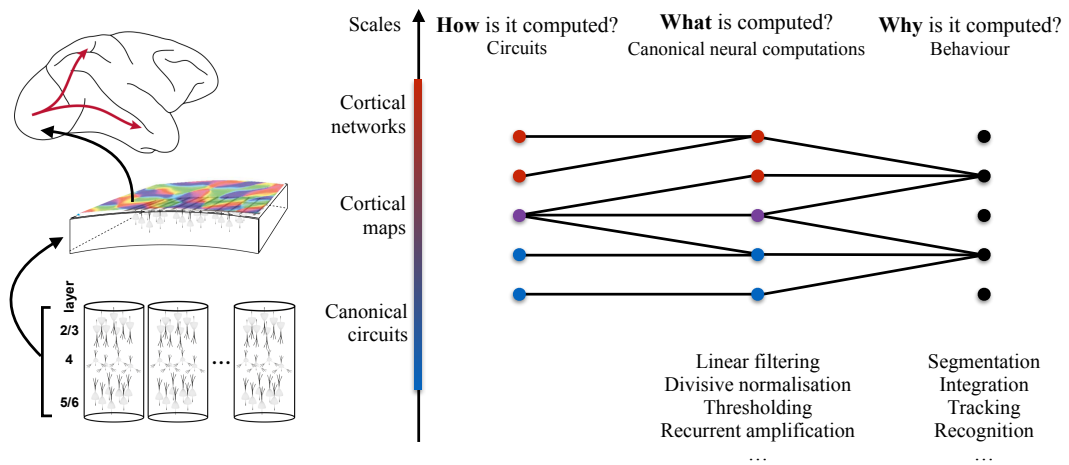 Scales
How is it computed?
Circuits
What is computed?
Canonical neural computations
Why is it computed?
Behaviour
Cortical
networks
Cortical
maps
Canonical
circuits
layer
2/3
4
5/6
...
Linear filtering
Divisive normalisation
Thresholding
Recurrent amplification
...
Segmentation
Integration
Tracking
Recognition
...